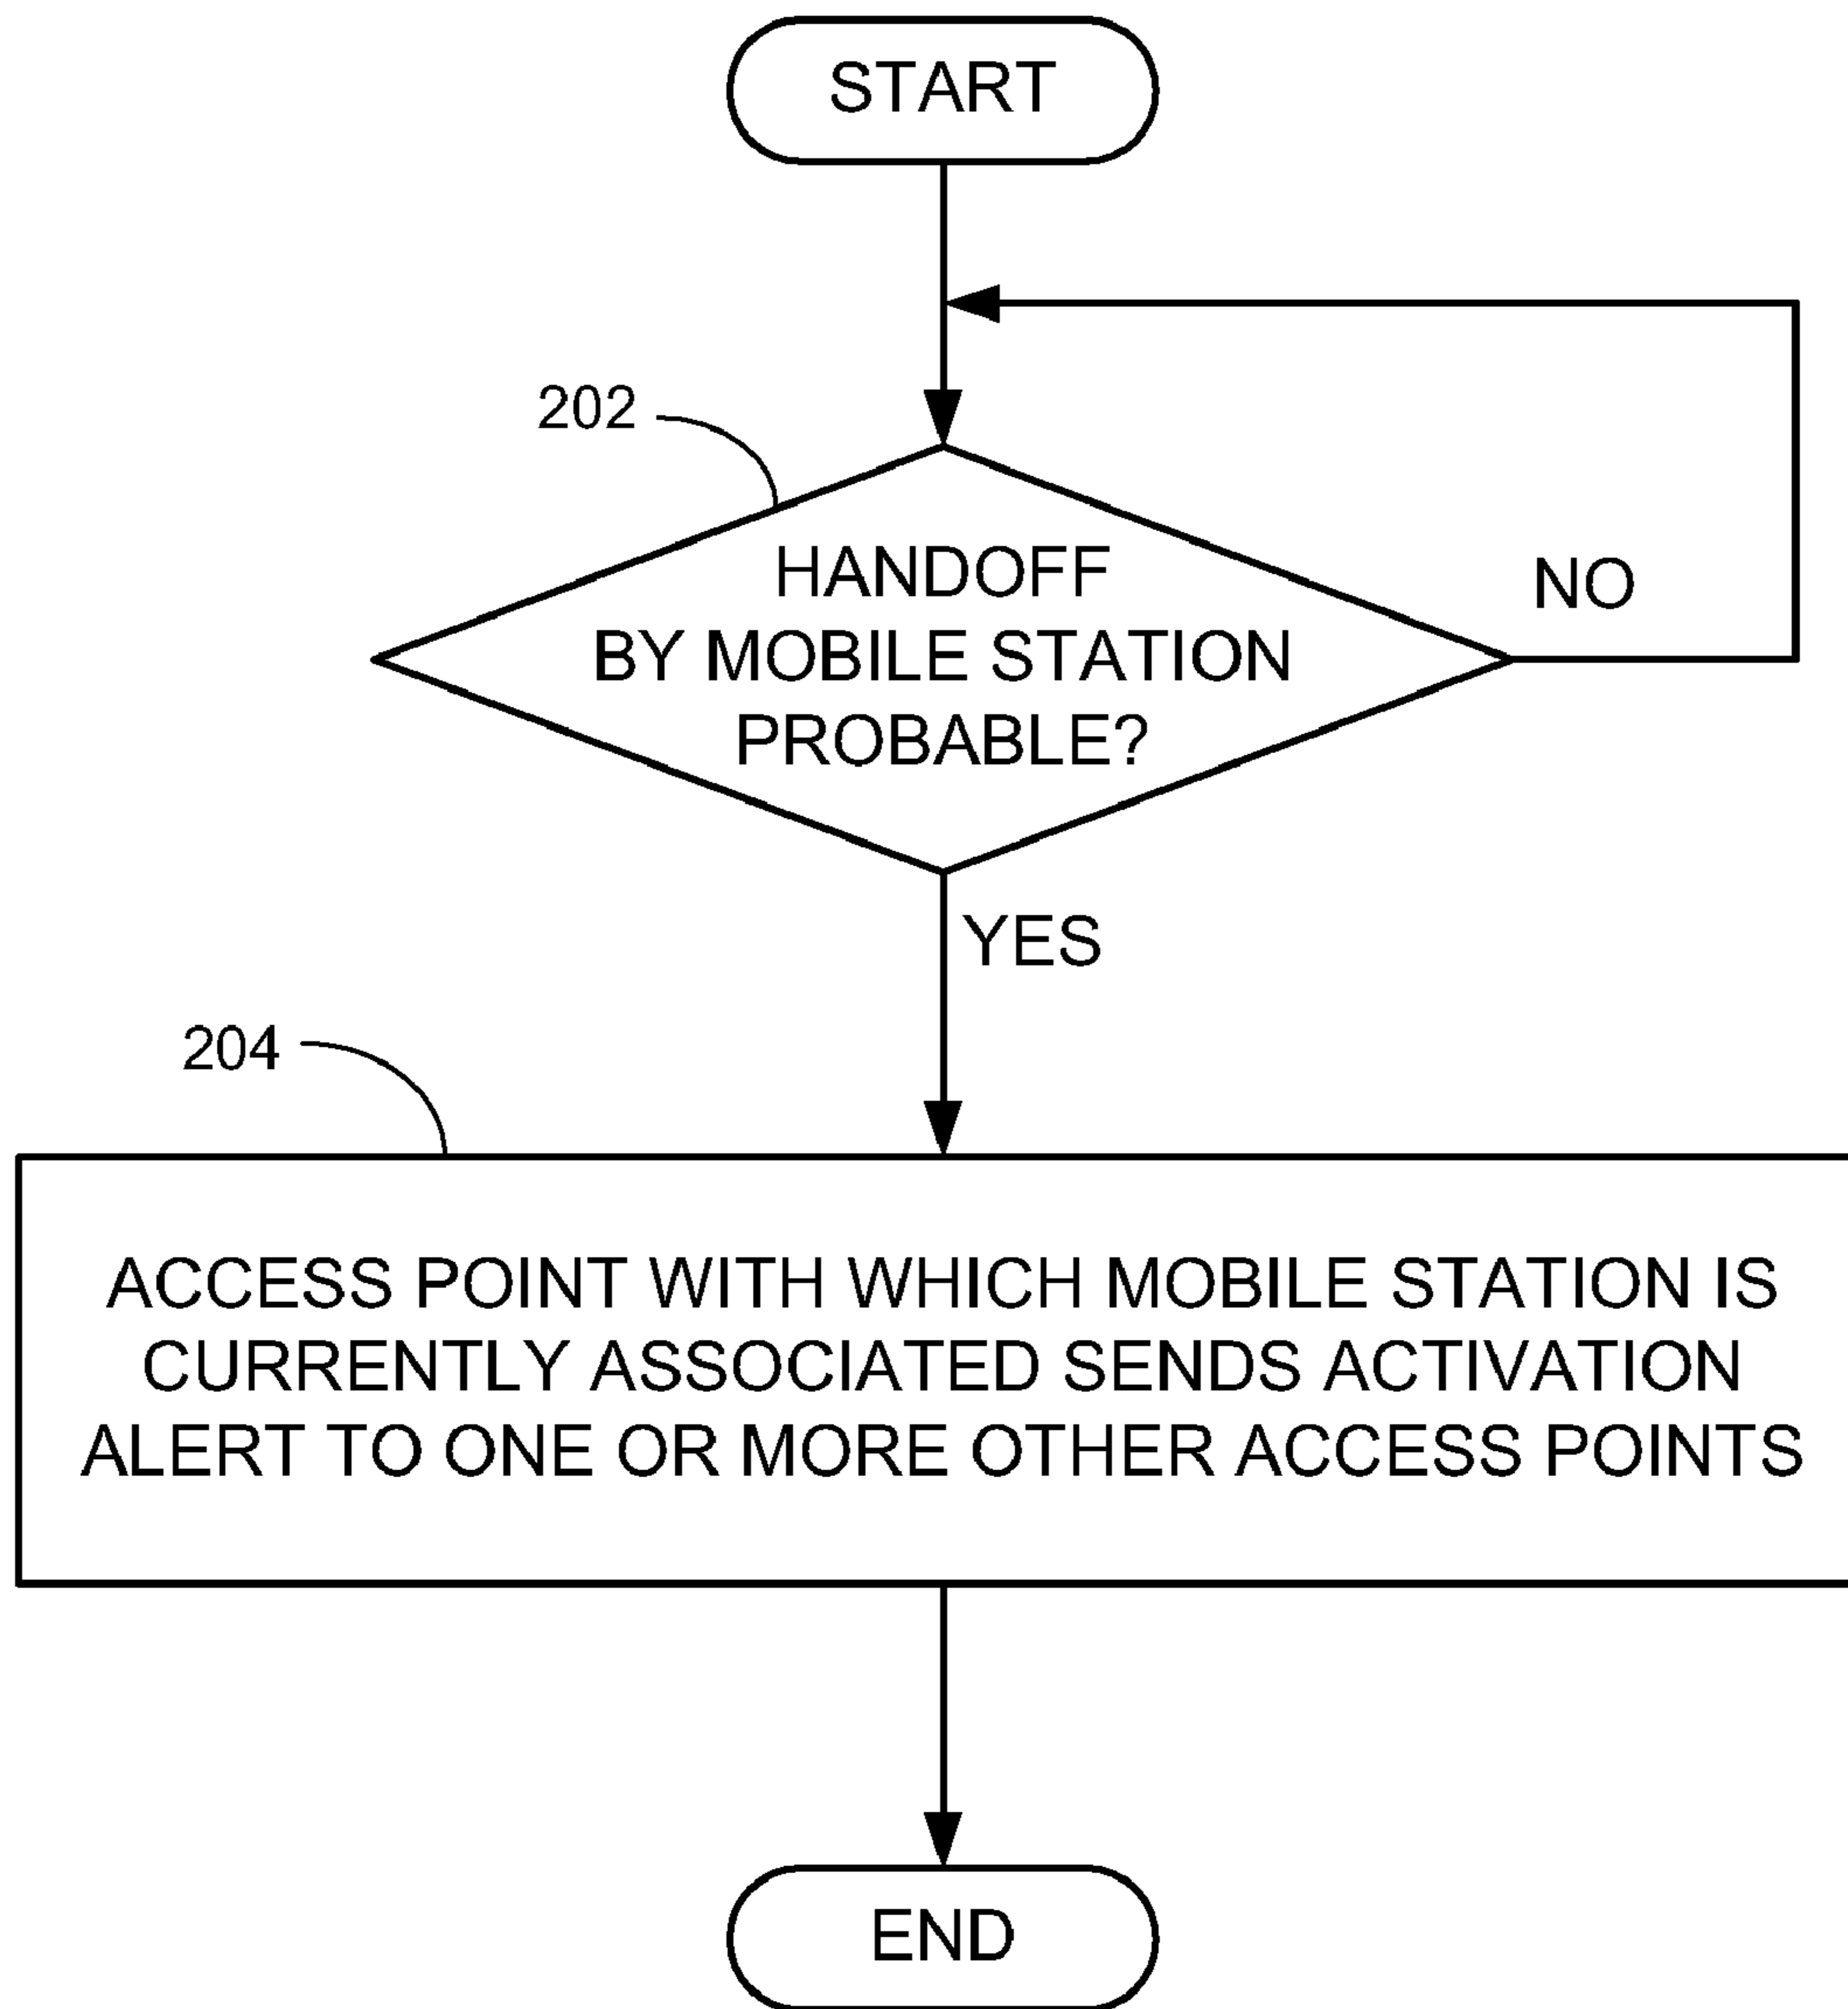 START
202
HANDOFF
BY MOBILE STATION
PROBABLE?
NO
YES
204
ACCESS POINT WITH WHICH MOBILE STATION IS
CURRENTLY ASSOCIATED SENDS ACTIVATION
ALERT TO ONE OR MORE OTHER ACCESS POINTS
END